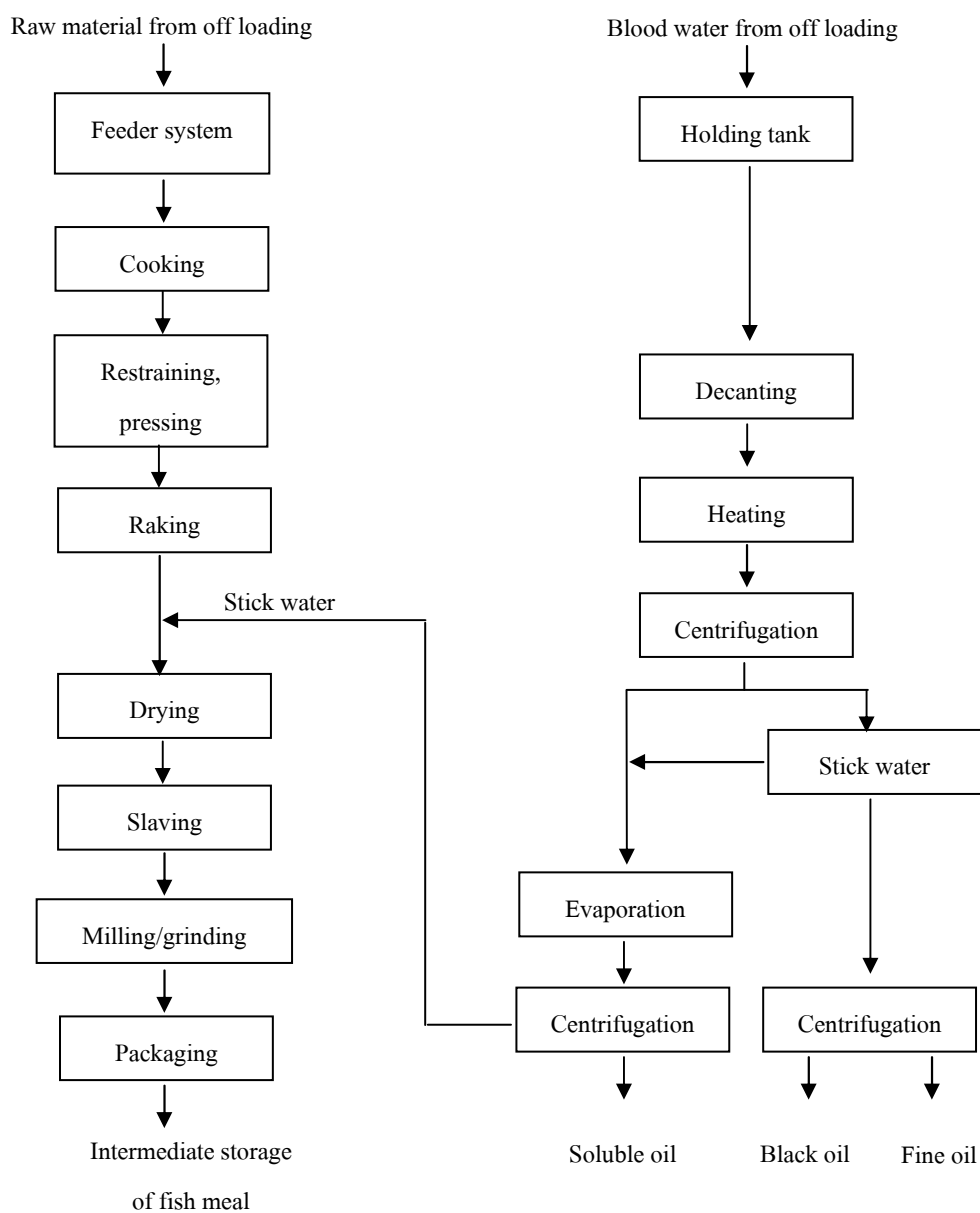 Raw material from off loading
Feeder system
Cooking
Restraining,
pressing
Raking
Stick water
Drying
Slaving
Milling/grinding
Packaging
Intermediate storage
of fish meal
Blood water from off loading
Holding tank
Decanting
Heating
Centrifugation
Stick water
Evaporation
Centrifugation
Centrifugation
Soluble oil
Black oil
Fine oil